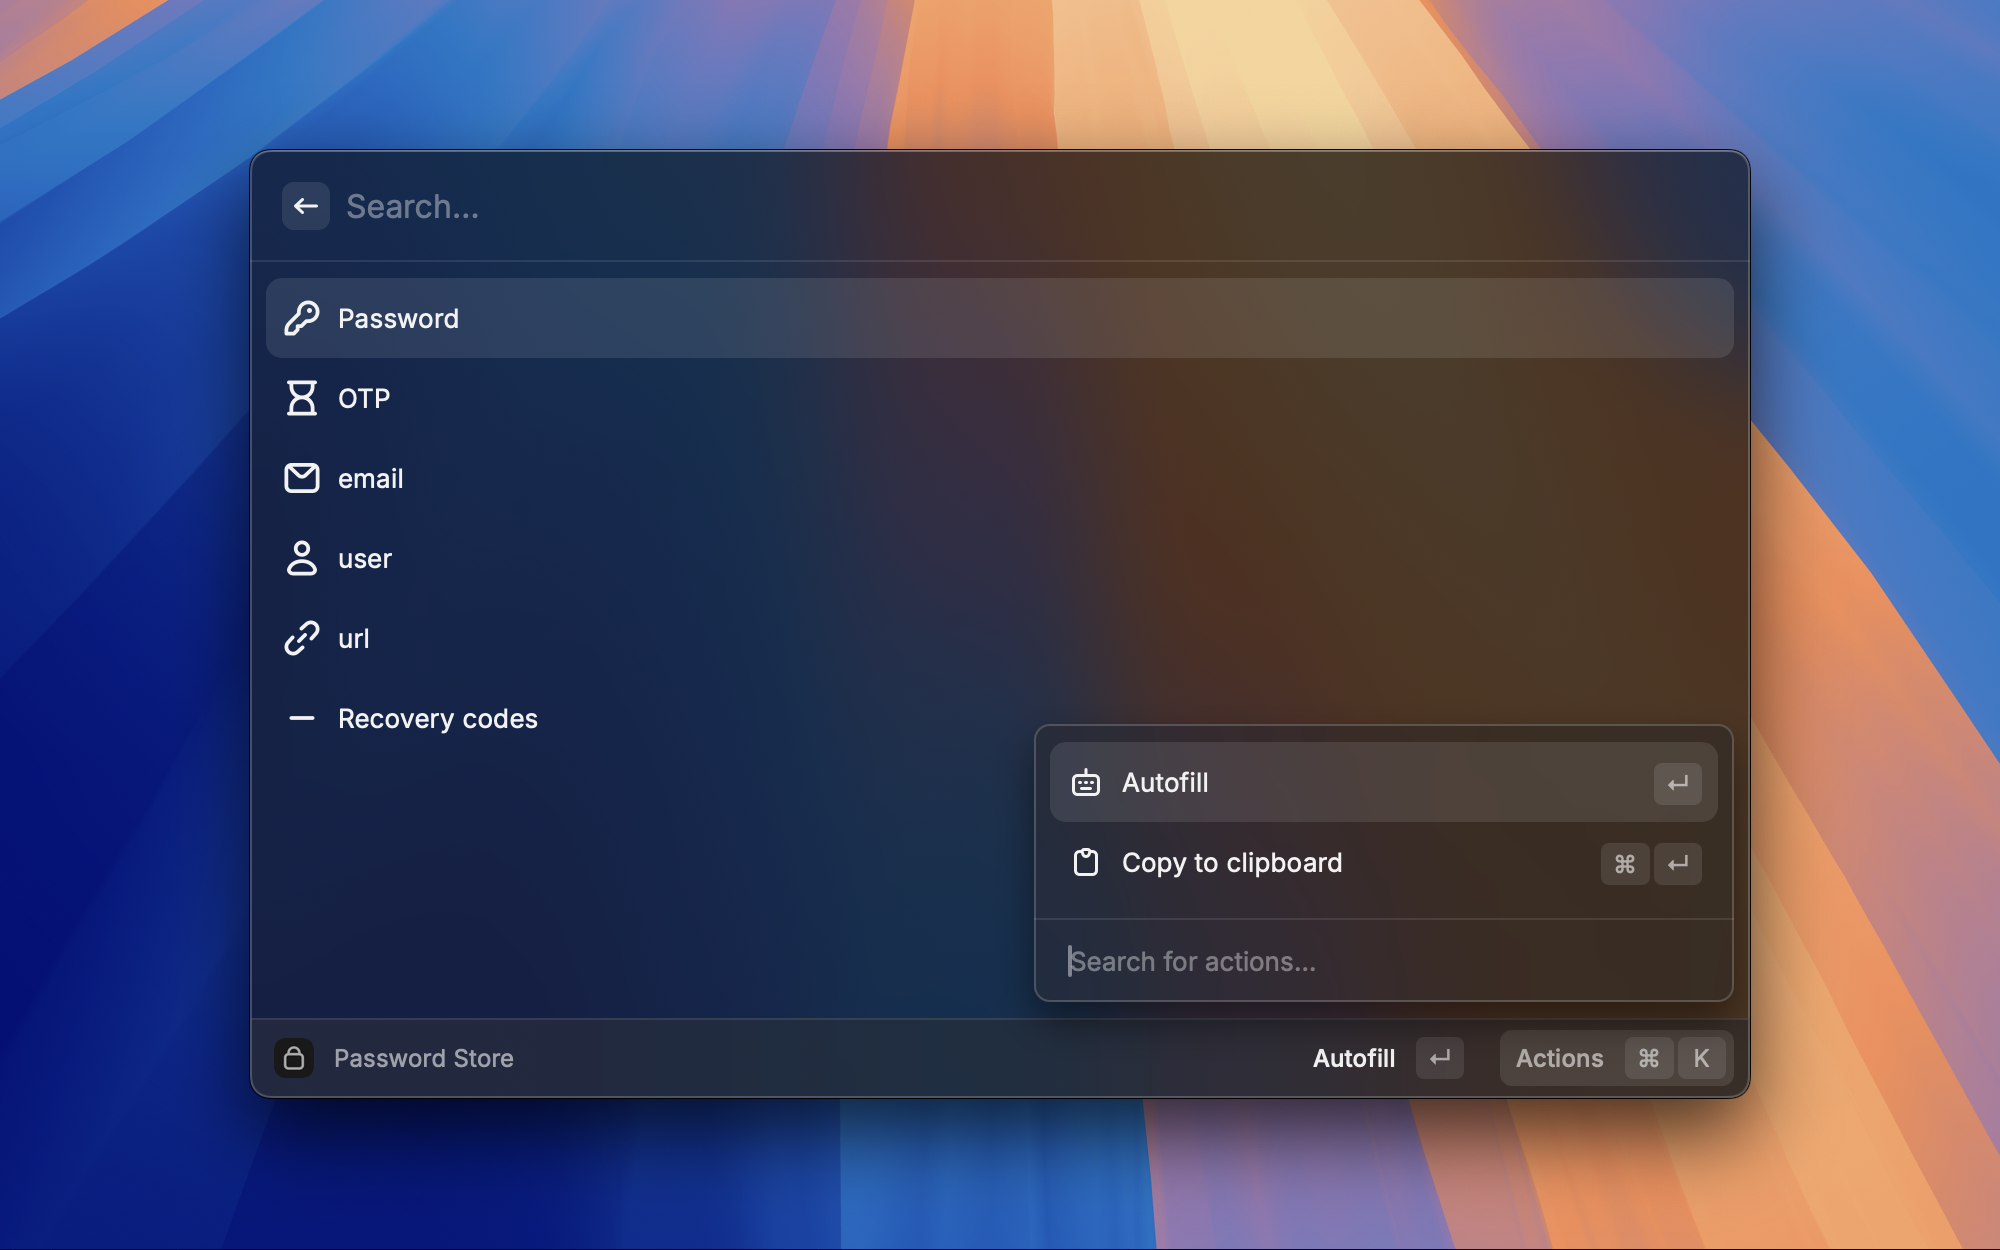 Search...
Password
OTP
email
user
url
Recovery codes
Autofill
Copy to clipboard ⌘
Search for actions...
Password Store Autofill Actions ⌘ K